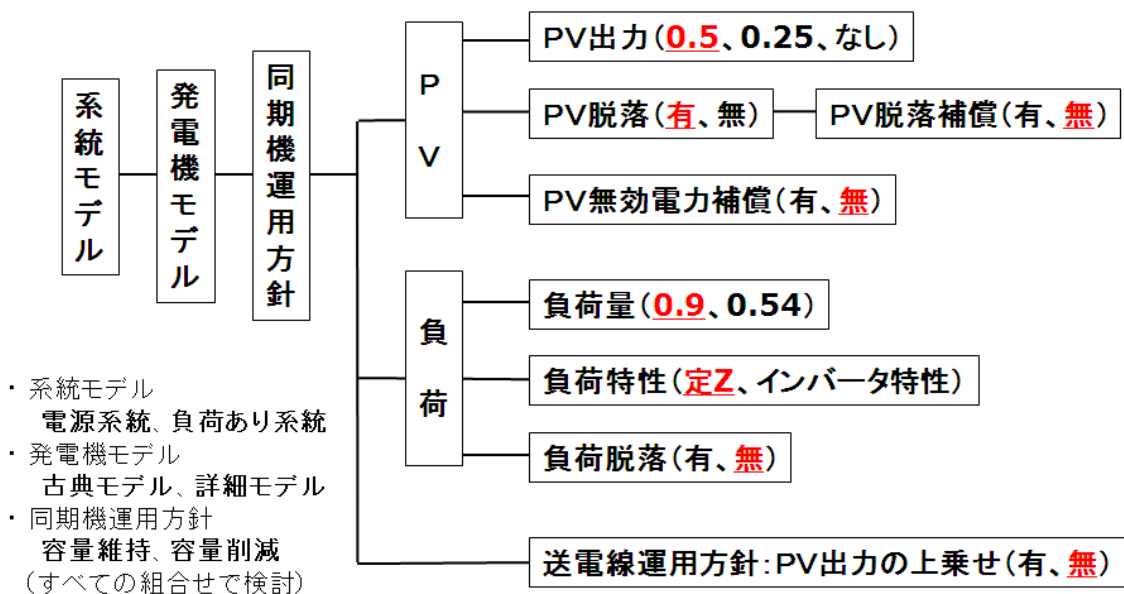 系統モデル
発電機モデル
同期機運用方針
PV
PV出力(0.5、0.25、なし)
PV脱落(有、無)
PV脱落補償(有、無)
PV無効電力補償(有、無)
負荷
負荷量(0.9、0.54)
負荷特性(定Z、インバータ特性)
負荷脱落(有、無)
送電線運用方針:PV出力の上乗せ(有、無)
・ 系統モデル
電源系統、負荷あり系統
・ 発電機モデル
古典モデル、詳細モデル
・ 同期機運用方針
容量維持、容量削減
(すべての組合せで検討)